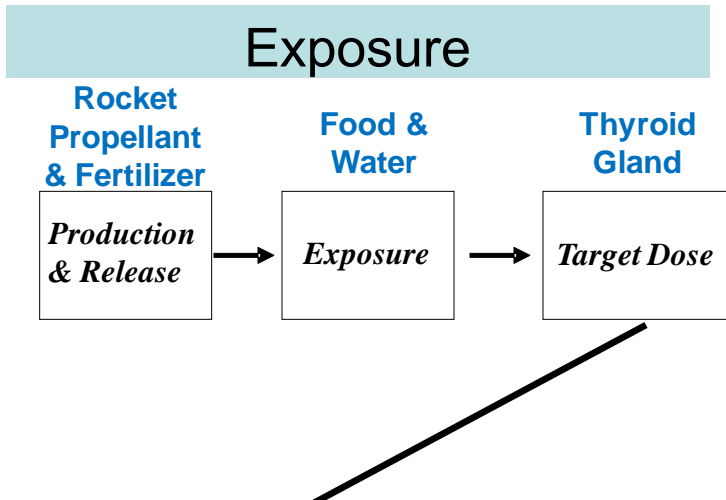 Exposure
Rocket
Propellant
& Fertilizer
Food &
Water
Thyroid
Gland
Production
& Release
Exposure
Target Dose